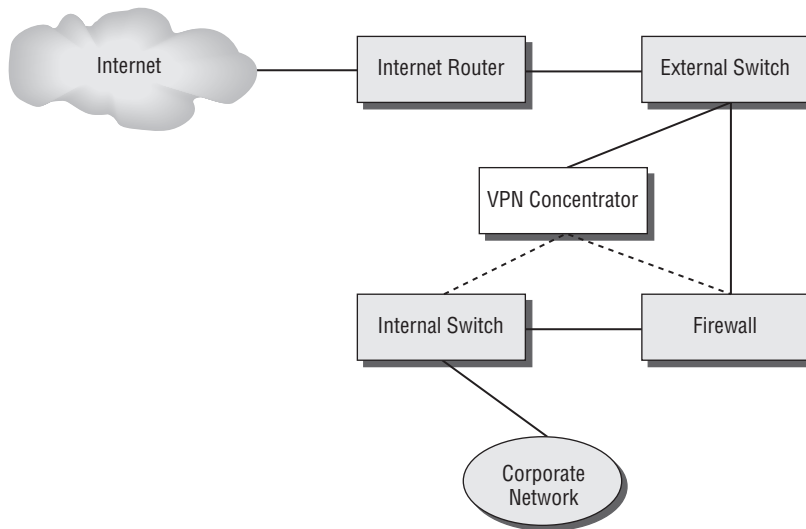 Internet
Internet Router
External Switch
VPN Concentrator
Internal Switch
Firewall
Corporate
Network